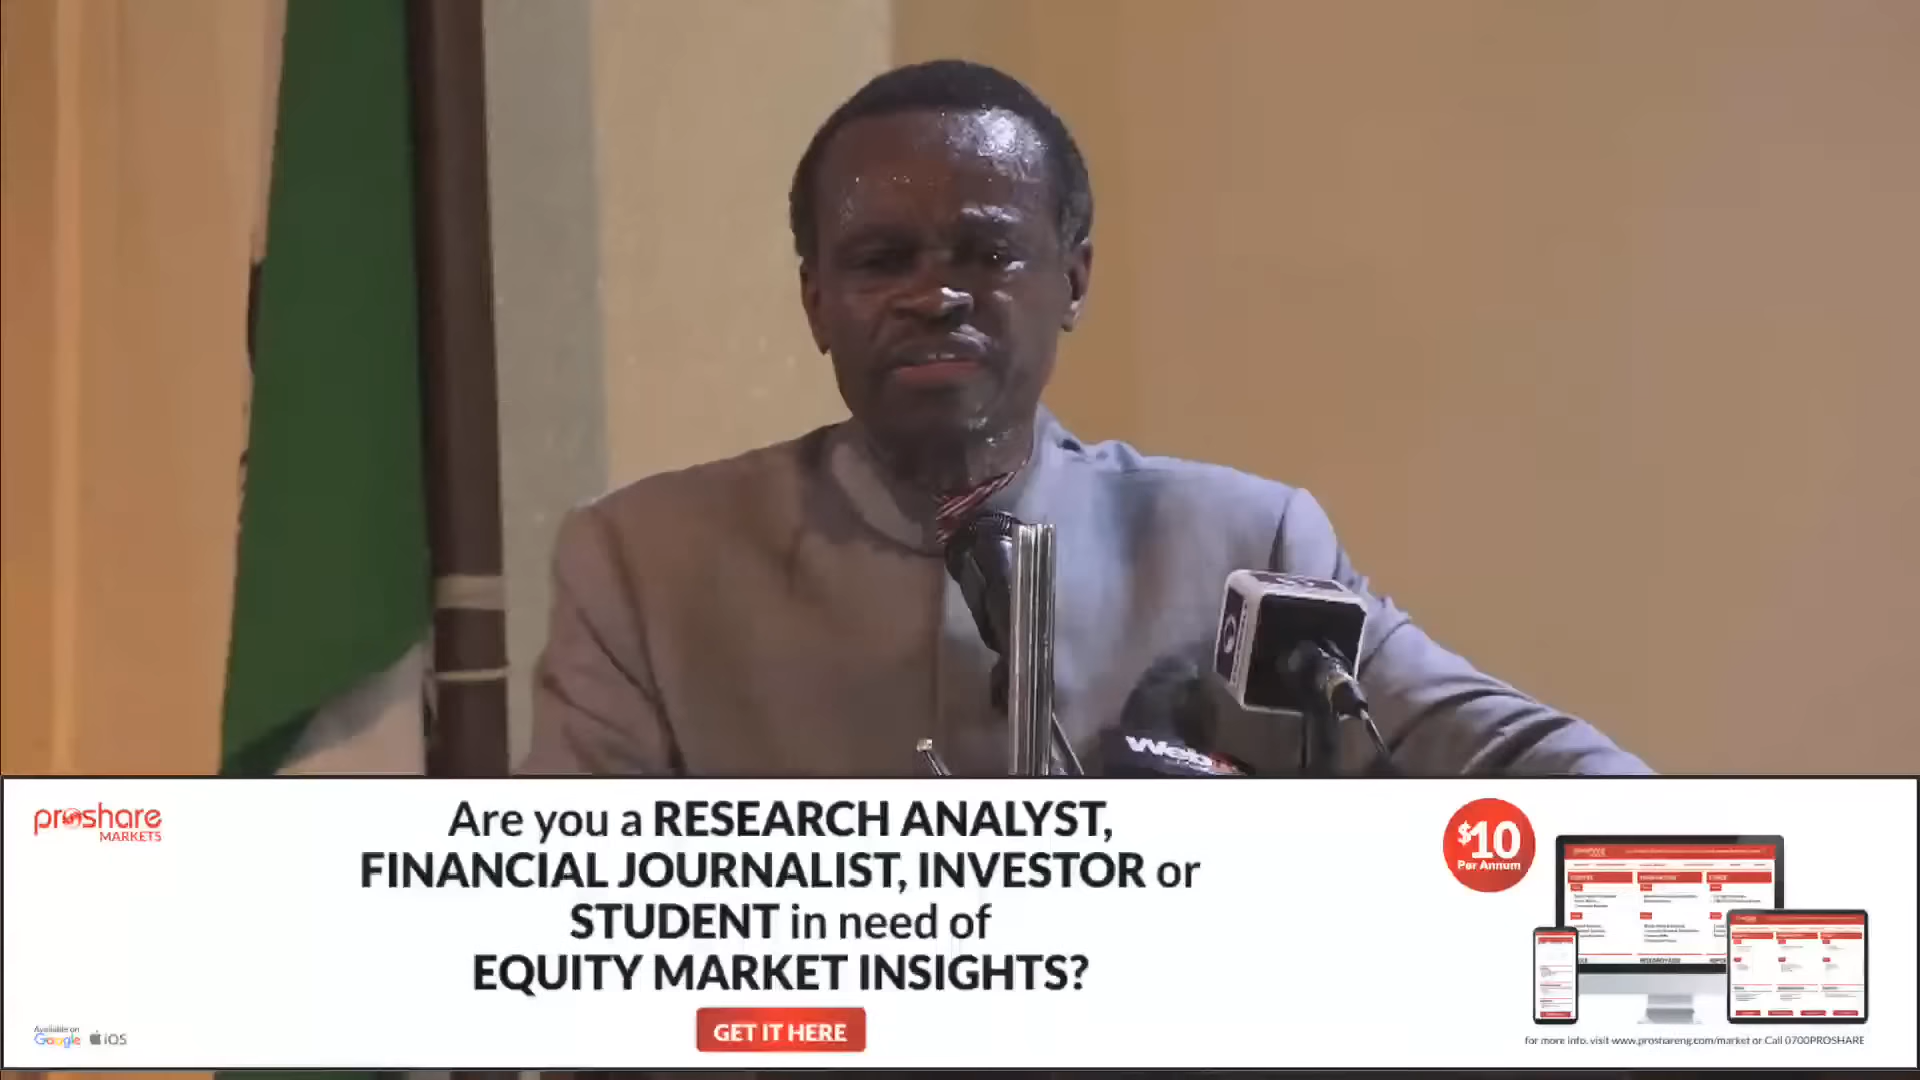 Web
proshare
MARKETS
Are you a RESEARCH ANALYST,
FINANCIAL JOURNALIST, INVESTOR or
STUDENT in need of
EQUITY MARKET INSIGHTS?
GET IT HERE
$10
Per Annum
Available on
Google iOS
for more info. visit www.proshareng.com/market or Call 0700PROSHARE